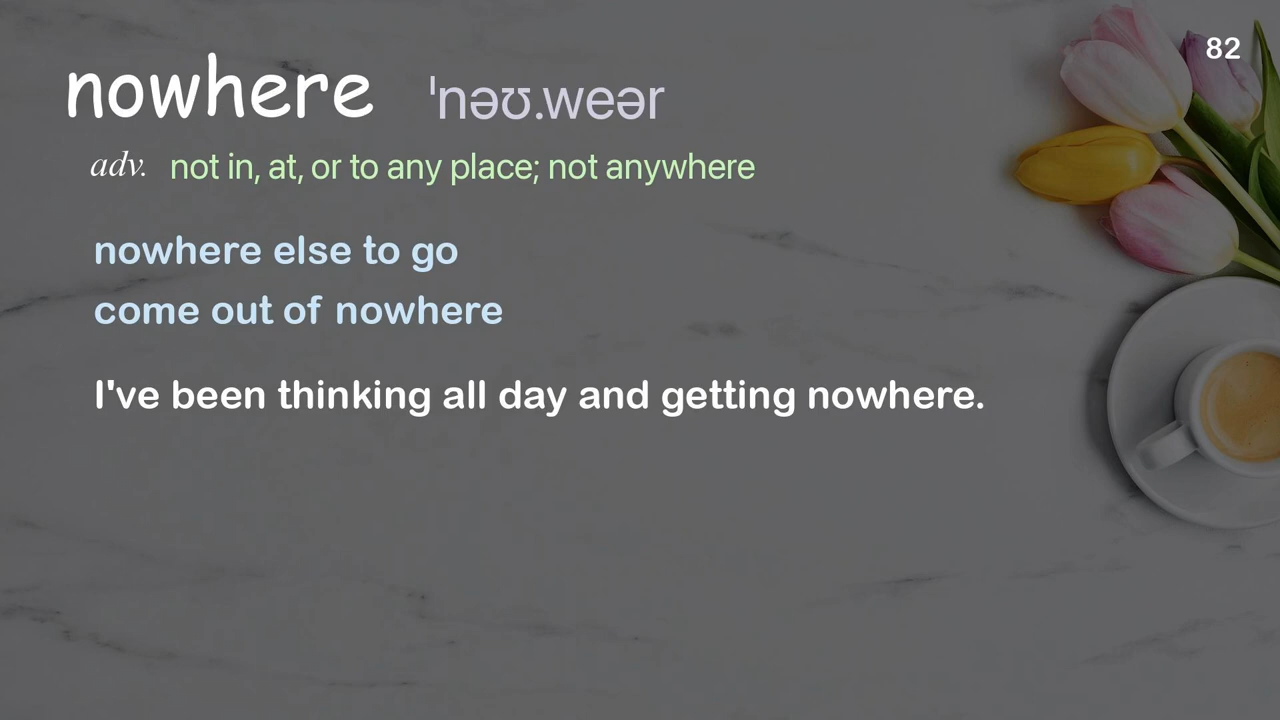 82
nowhere ˈnəʊ.weər
adv. not in, at, or to any place; not anywhere
nowhere else to go
come out of nowhere
I've been thinking all day and getting nowhere.